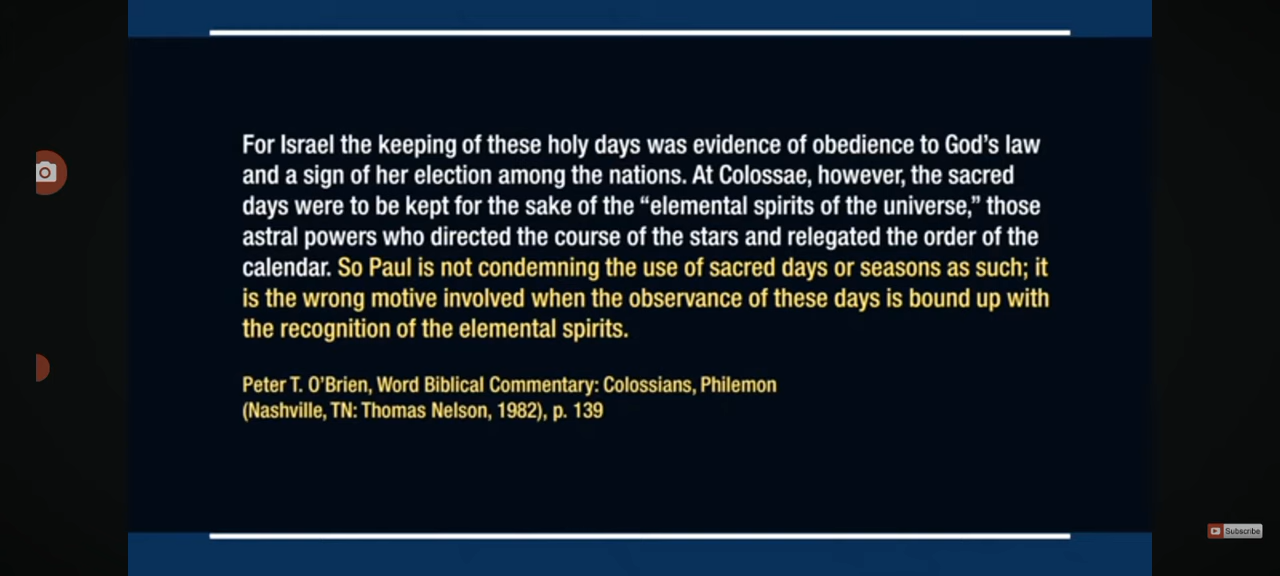 For Israel the keeping of these holy days was evidence of obedience to God's law
and a sign of her election among the nations. At Colossae, however, the sacred
days were to be kept for the sake of the “elemental spirits of the universe,” those
astral powers who directed the course of the stars and relegated the order of the
calendar. So Paul is not condemning the use of sacred days or seasons as such; it
is the wrong motive involved when the observance of these days is bound up with
the recognition of the elemental spirits.
Peter T. O'Brien, Word Biblical Commentary: Colossians, Philemon
(Nashville, TN: Thomas Nelson, 1982), p. 139
Subscribe